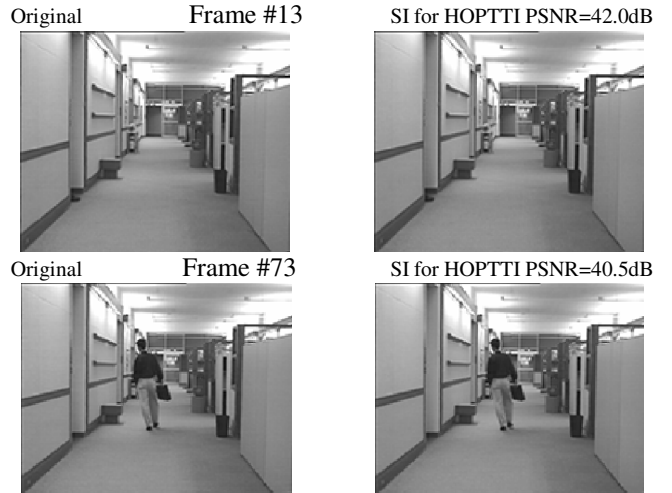 Original Frame #13 SI for HOPTTI PSNR=42.0dB
Original Frame #73 SI for HOPTTI PSNR=40.5dB